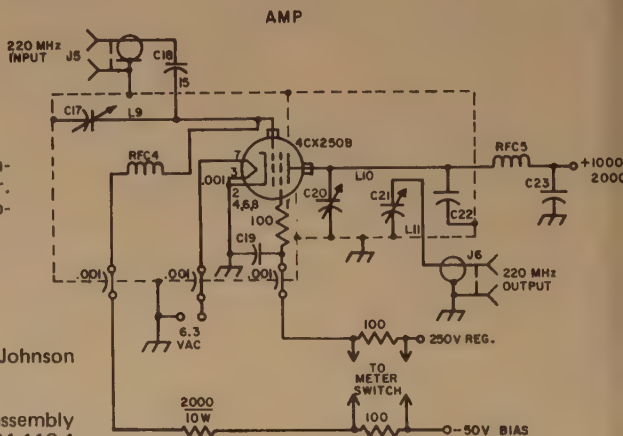 AMP
220 MHz
INPUT
J5
C18
15
C17
L9
4CX250B
RFC4
7
3
2
4,6,8
.001
100
C19
C20
L10
C21
L11
C22
RFC5
C23
+1000
2000
J6
220 MHz
OUTPUT
.001
.001
.001
6.3
VAC
100
250V REG.
TO
METER
SWITCH
2000
10W
100
-50V BIAS
Johnson